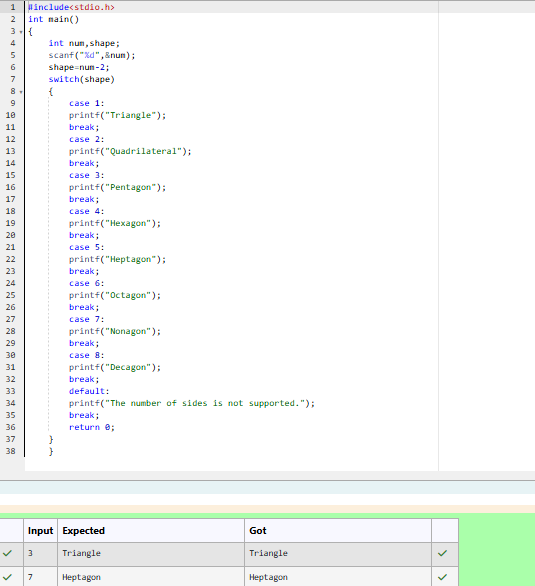 1 #include<stdio.h>
2 int main()
3 {
4 int num,shape;
5 scanf("%d",&num);
6 shape=num-2;
7 switch(shape)
8 {
9 case 1:
10 printf("Triangle");
11 break;
12 case 2:
13 printf("Quadrilateral");
14 break;
15 case 3:
16 printf("Pentagon");
17 break;
18 case 4:
19 printf("Hexagon");
20 break;
21 case 5:
22 printf("Heptagon");
23 break;
24 case 6:
25 printf("Octagon");
26 break;
27 case 7:
28 printf("Nonagon");
29 break;
30 case 8:
31 printf("Decagon");
32 break;
33 default:
34 printf("The number of sides is not supported.");
35 break;
36 return 0;
37 }
38 }
Input Expected Got
3 Triangle Triangle
7 Heptagon Heptagon